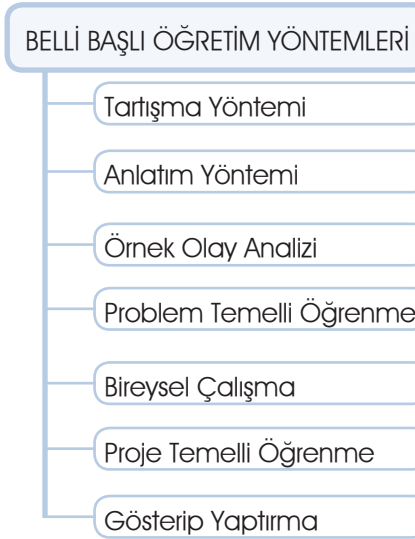 BELLİ BAŞLI ÖĞRETİM YÖNTEMLERİ
Tartışma Yöntemi
Anlatım Yöntemi
Örnek Olay Analizi
Problem Temelli Öğrenme
Bireysel Çalışma
Proje Temelli Öğrenme
Gösterip Yaptırma